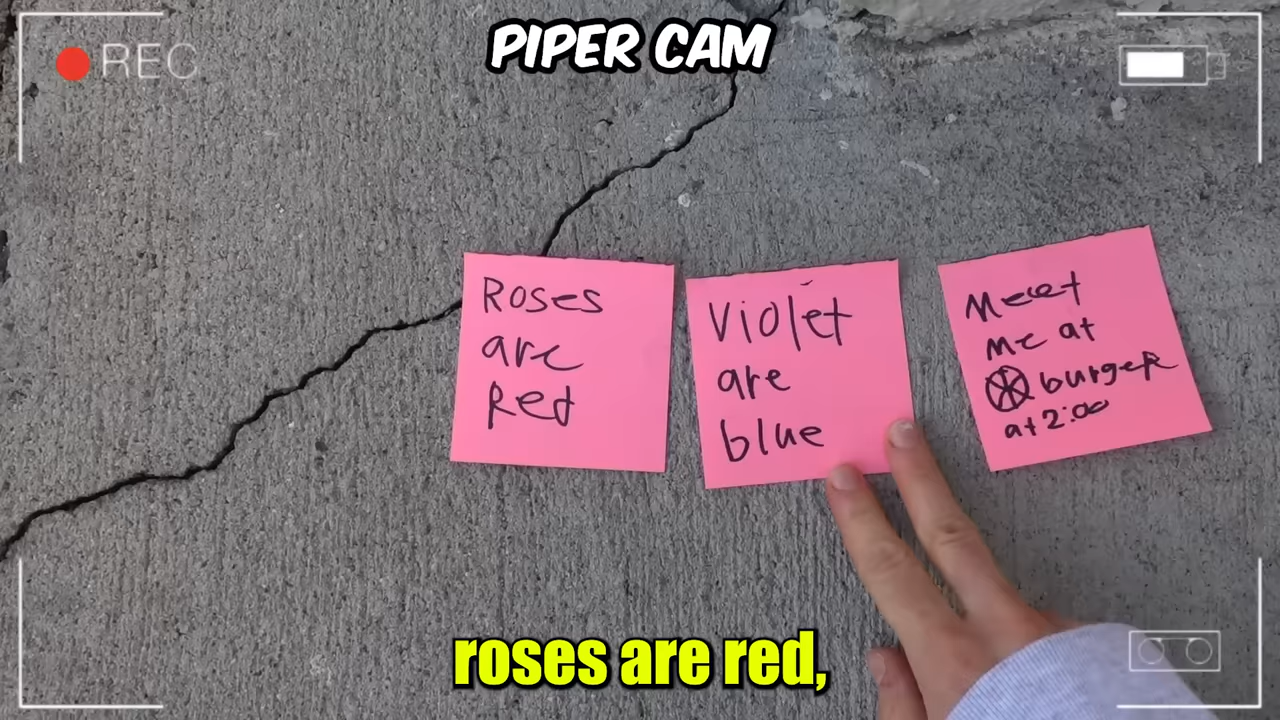 PIPER CAM
REC
Roses
are
Red
Violet
are
blue
Meet
me at
burger
at 2:00
roses are red,